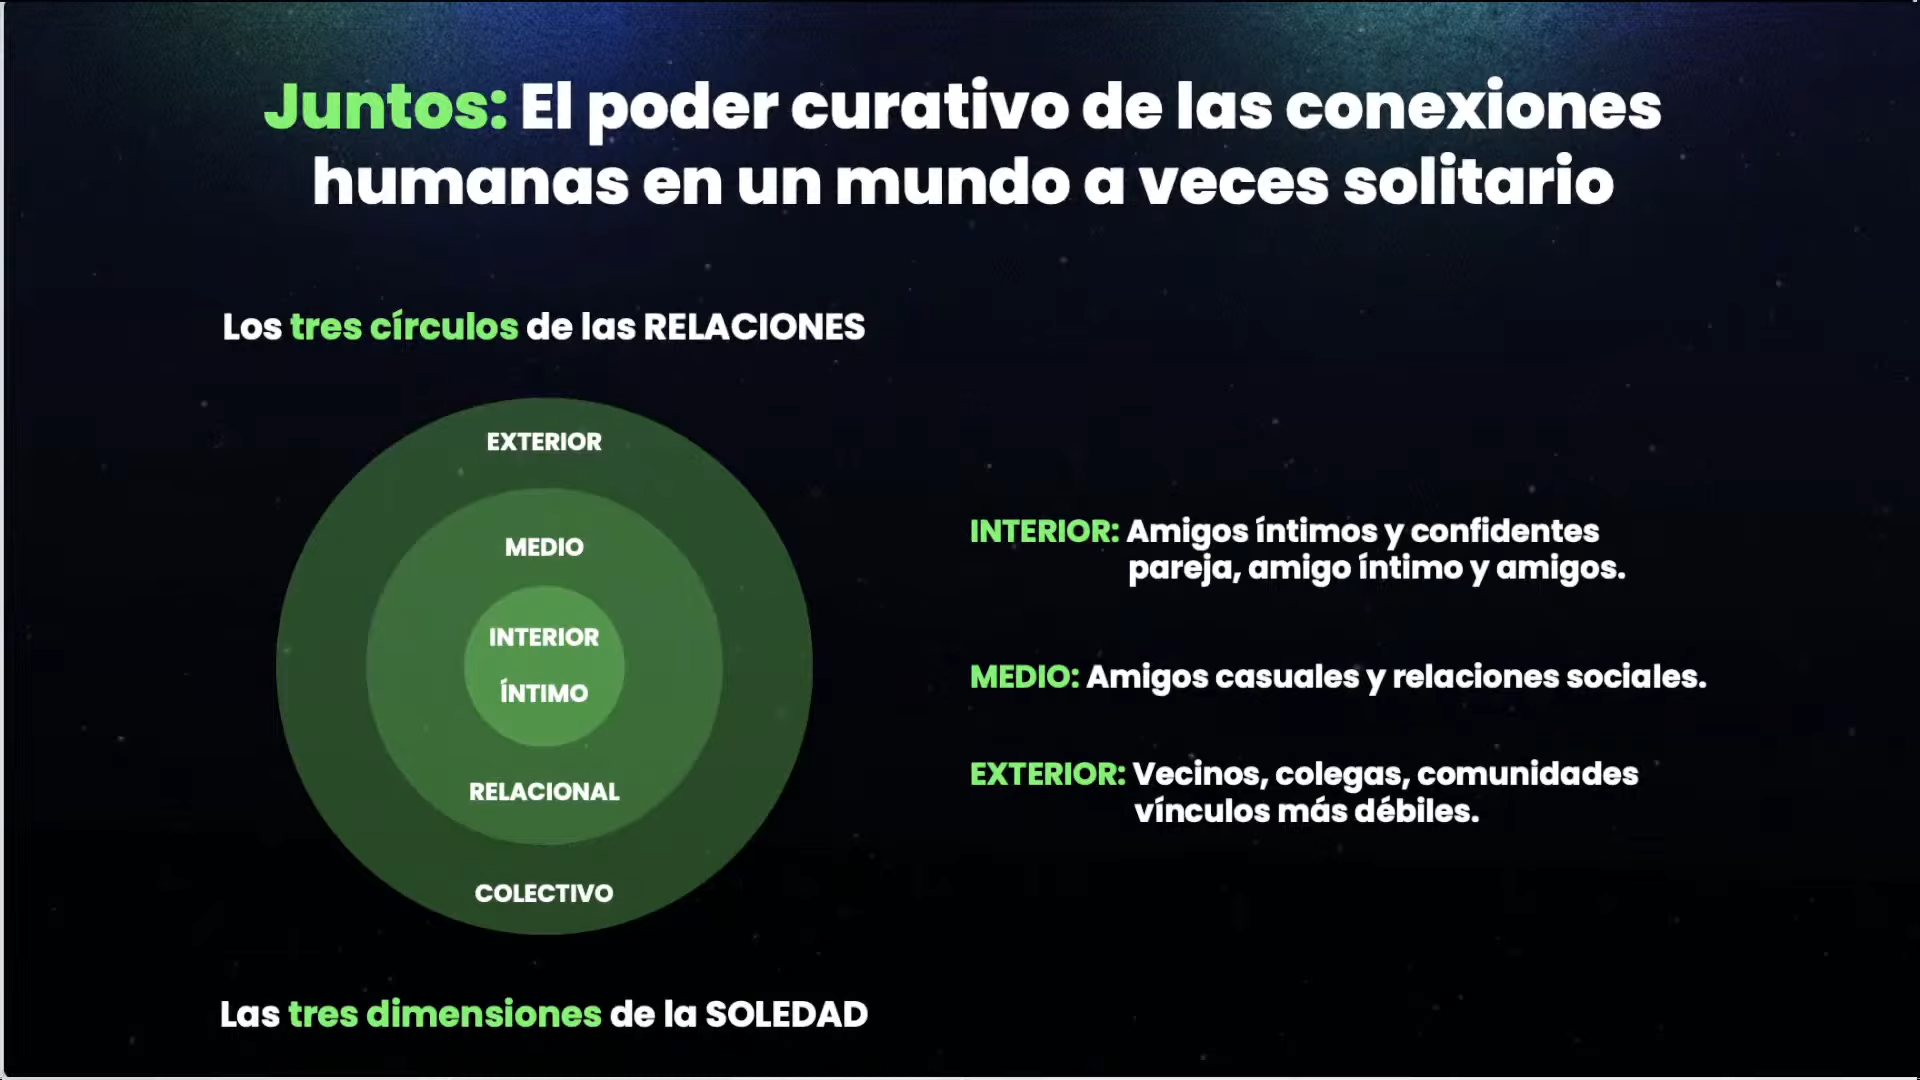 Juntos: El poder curativo de las conexiones
humanas en un mundo a veces solitario
Los tres círculos de las RELACIONES
EXTERIOR
MEDIO
INTERIOR
ÍNTIMO
RELACIONAL
COLECTIVO
Las tres dimensiones de la SOLEDAD
INTERIOR: Amigos íntimos y confidentes
pareja, amigo íntimo y amigos.
MEDIO: Amigos casuales y relaciones sociales.
EXTERIOR: Vecinos, colegas, comunidades
vínculos más débiles.